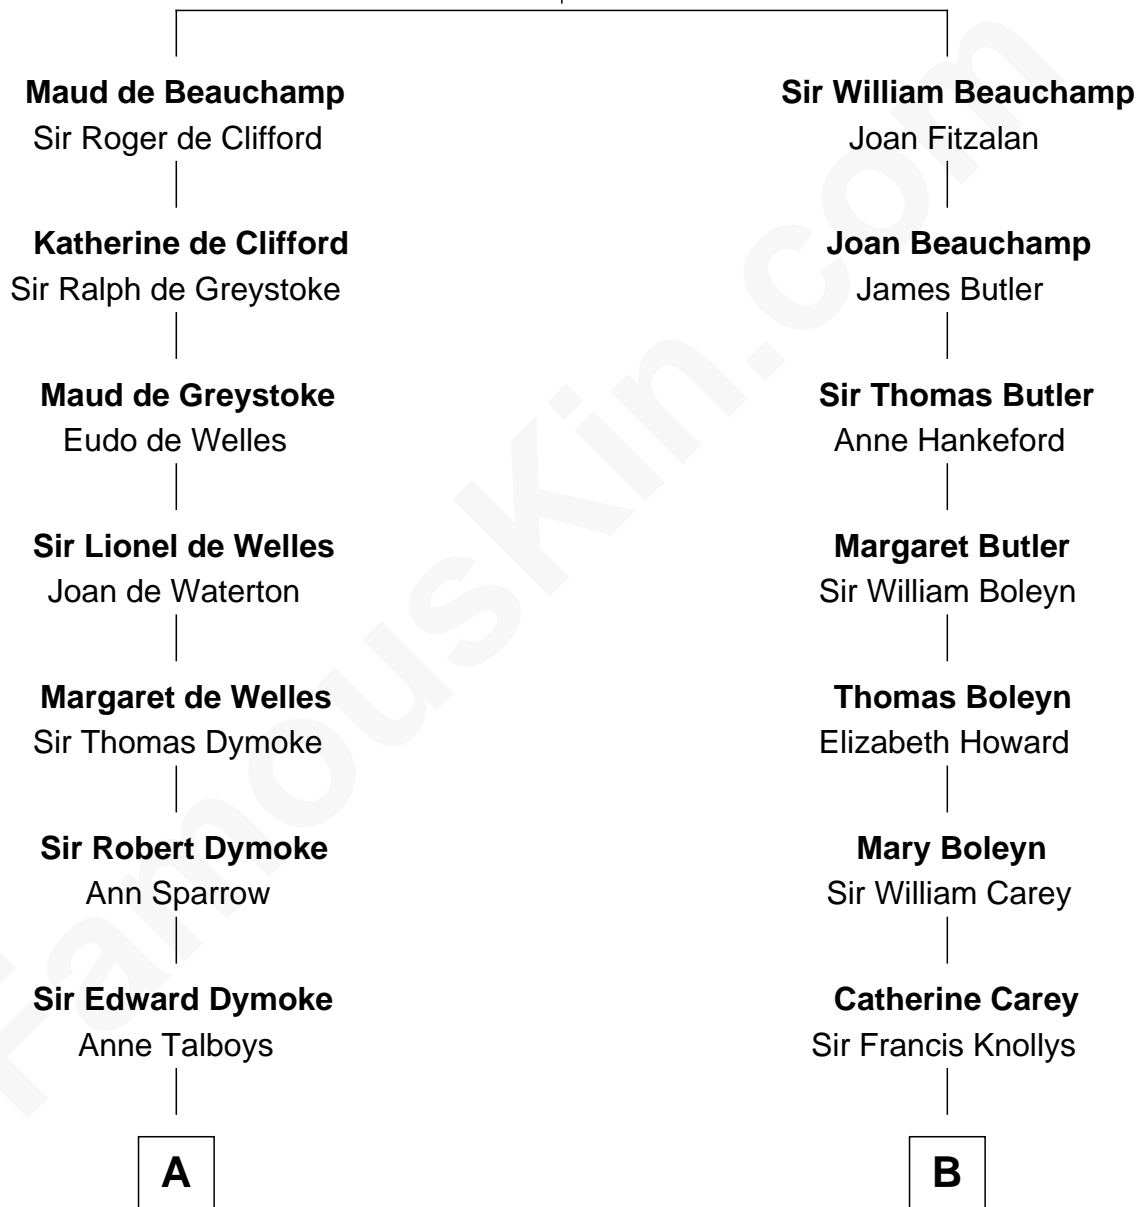 Maud de Beauchamp
Sir Roger de Clifford
Katherine de Clifford
Sir Ralph de Greystoke
Maud de Greystoke
Eudo de Welles
Sir Lionel de Welles
Joan de Waterton
Margaret de Welles
Sir Thomas Dymoke
Sir Robert Dymoke
Ann Sparrow
Sir Edward Dymoke
Anne Talboys
A
Sir William Beauchamp
Joan Fitzalan
Joan Beauchamp
James Butler
Sir Thomas Butler
Anne Hankeford
Margaret Butler
Sir William Boleyn
Thomas Boleyn
Elizabeth Howard
Mary Boleyn
Sir William Carey
Catherine Carey
Sir Francis Knollys
B
FamousKin.com